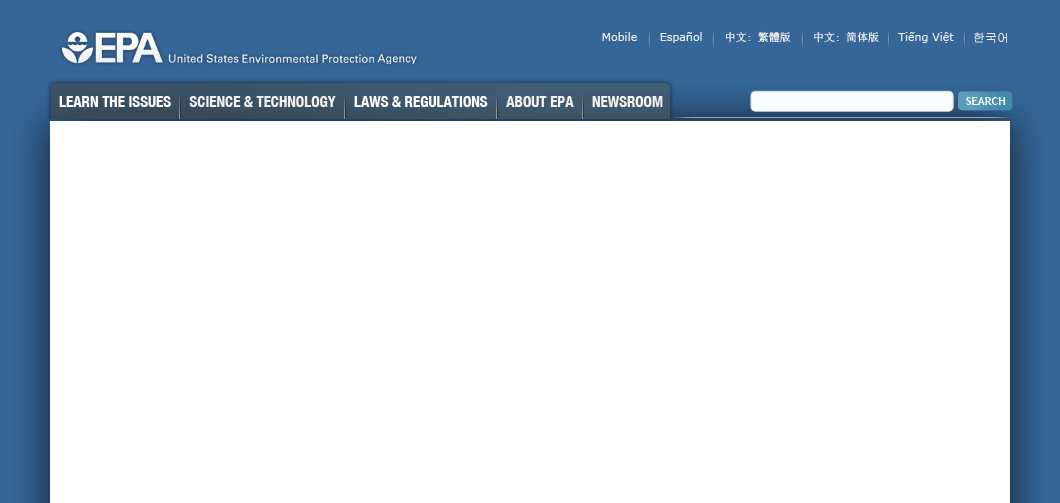 EPA United States Environmental Protection Agency
Mobile Español 中文: 繁體版 中文: 简体版 Tiếng Việt 한국어
LEARN THE ISSUES SCIENCE & TECHNOLOGY LAWS & REGULATIONS ABOUT EPA NEWSROOM SEARCH